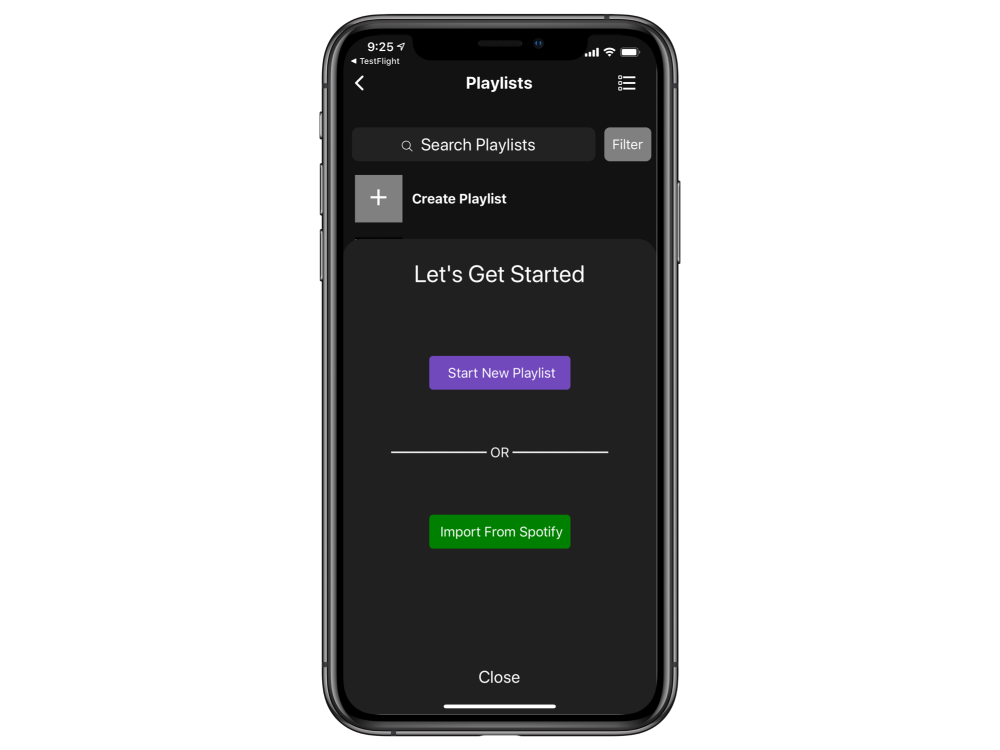 9:25
◀ TestFlight
Playlists
Search Playlists
Filter
+
Create Playlist
Let's Get Started
Start New Playlist
OR
Import From Spotify
Close